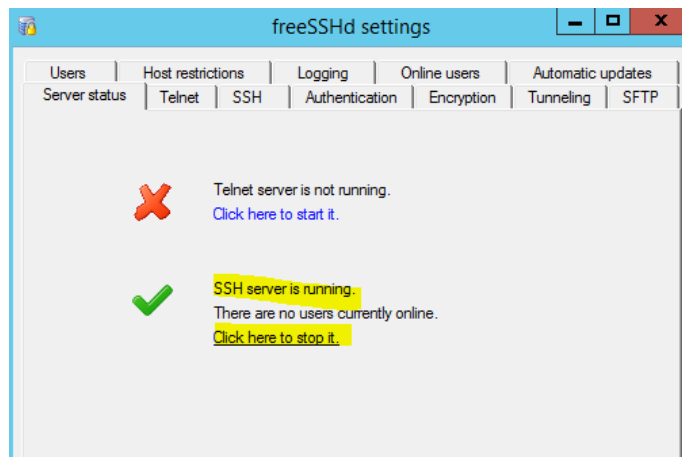 freeSSHd settings
Users Host restrictions Logging Online users Automatic updates
Server status Telnet SSH Authentication Encryption Tunneling SFTP
Telnet server is not running.
Click here to start it.
SSH server is running.
There are no users currently online.
Click here to stop it.